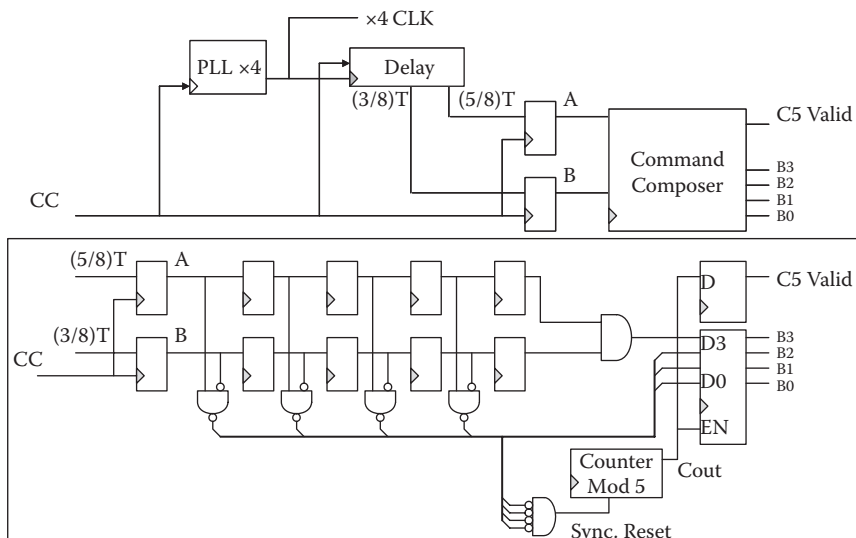 ×4 CLK
PLL ×4
Delay
(3/8)T
(5/8)T
A
C5 Valid
Command
Composer
B
B3
B2
B1
B0
CC
(5/8)T
A
D
C5 Valid
(3/8)T
B
CC
D3
D0
EN
B3
B2
B1
B0
Counter
Mod 5
Cout
Sync. Reset